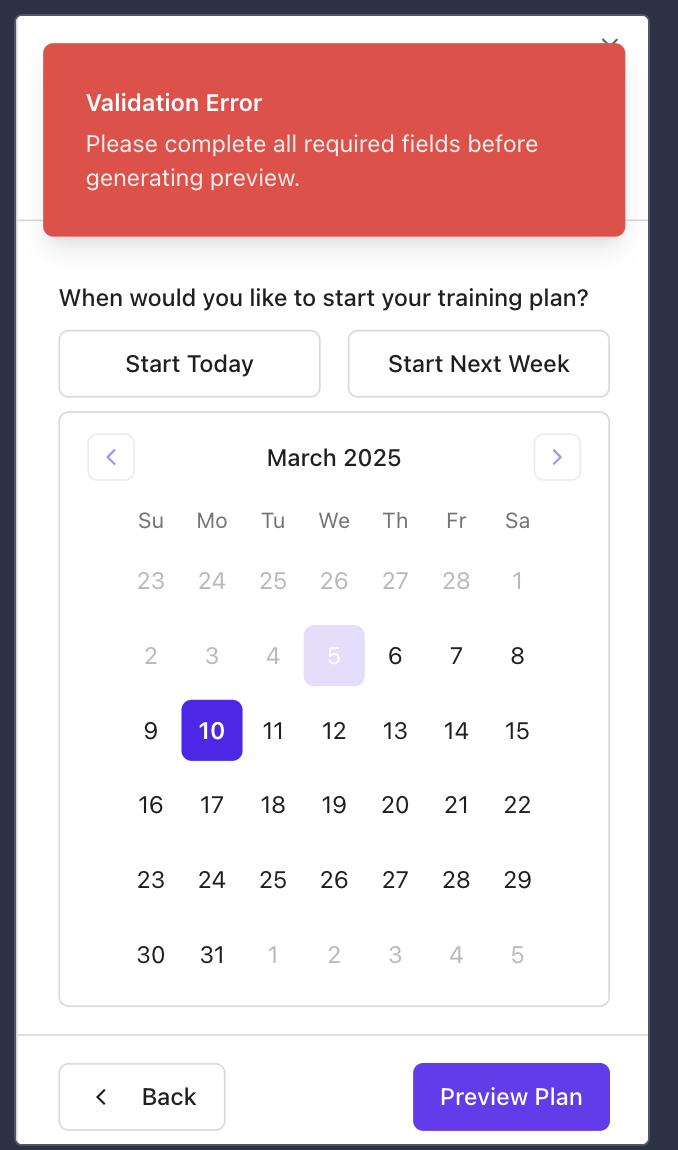 Validation Error
Please complete all required fields before
generating preview.
When would you like to start your training plan?
Start Today Start Next Week
March 2025
Su Mo Tu We Th Fr Sa
23 24 25 26 27 28 1
2 3 4 5 6 7 8
9 10 11 12 13 14 15
16 17 18 19 20 21 22
23 24 25 26 27 28 29
30 31 1 2 3 4 5
Back Preview Plan